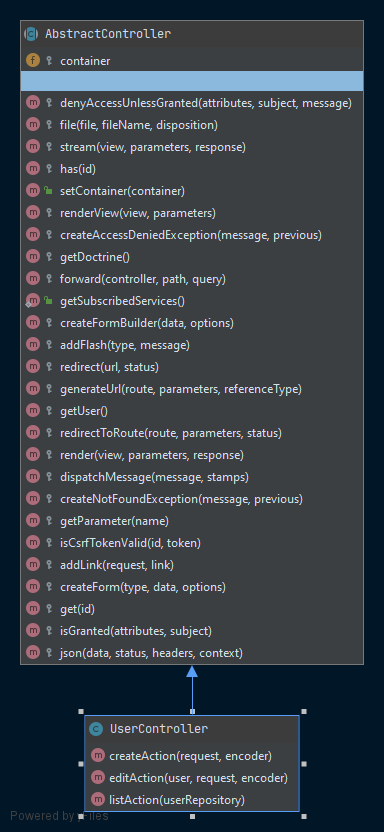 AbstractController
container
denyAccessUnlessGranted(attributes, subject, message)
file(file, fileName, disposition)
stream(view, parameters, response)
has(id)
setContainer(container)
renderView(view, parameters)
createAccessDeniedException(message, previous)
getDoctrine()
forward(controller, path, query)
getSubscribedServices()
createFormBuilder(data, options)
addFlash(type, message)
redirect(url, status)
generateUrl(route, parameters, referenceType)
getUser()
redirectToRoute(route, parameters, status)
render(view, parameters, response)
dispatchMessage(message, stamps)
createNotFoundException(message, previous)
getParameter(name)
isCsrfTokenValid(id, token)
addLink(request, link)
createForm(type, data, options)
get(id)
isGranted(attributes, subject)
json(data, status, headers, context)
UserController
createAction(request, encoder)
editAction(user, request, encoder)
listAction(userRepository)
Powered by yFiles